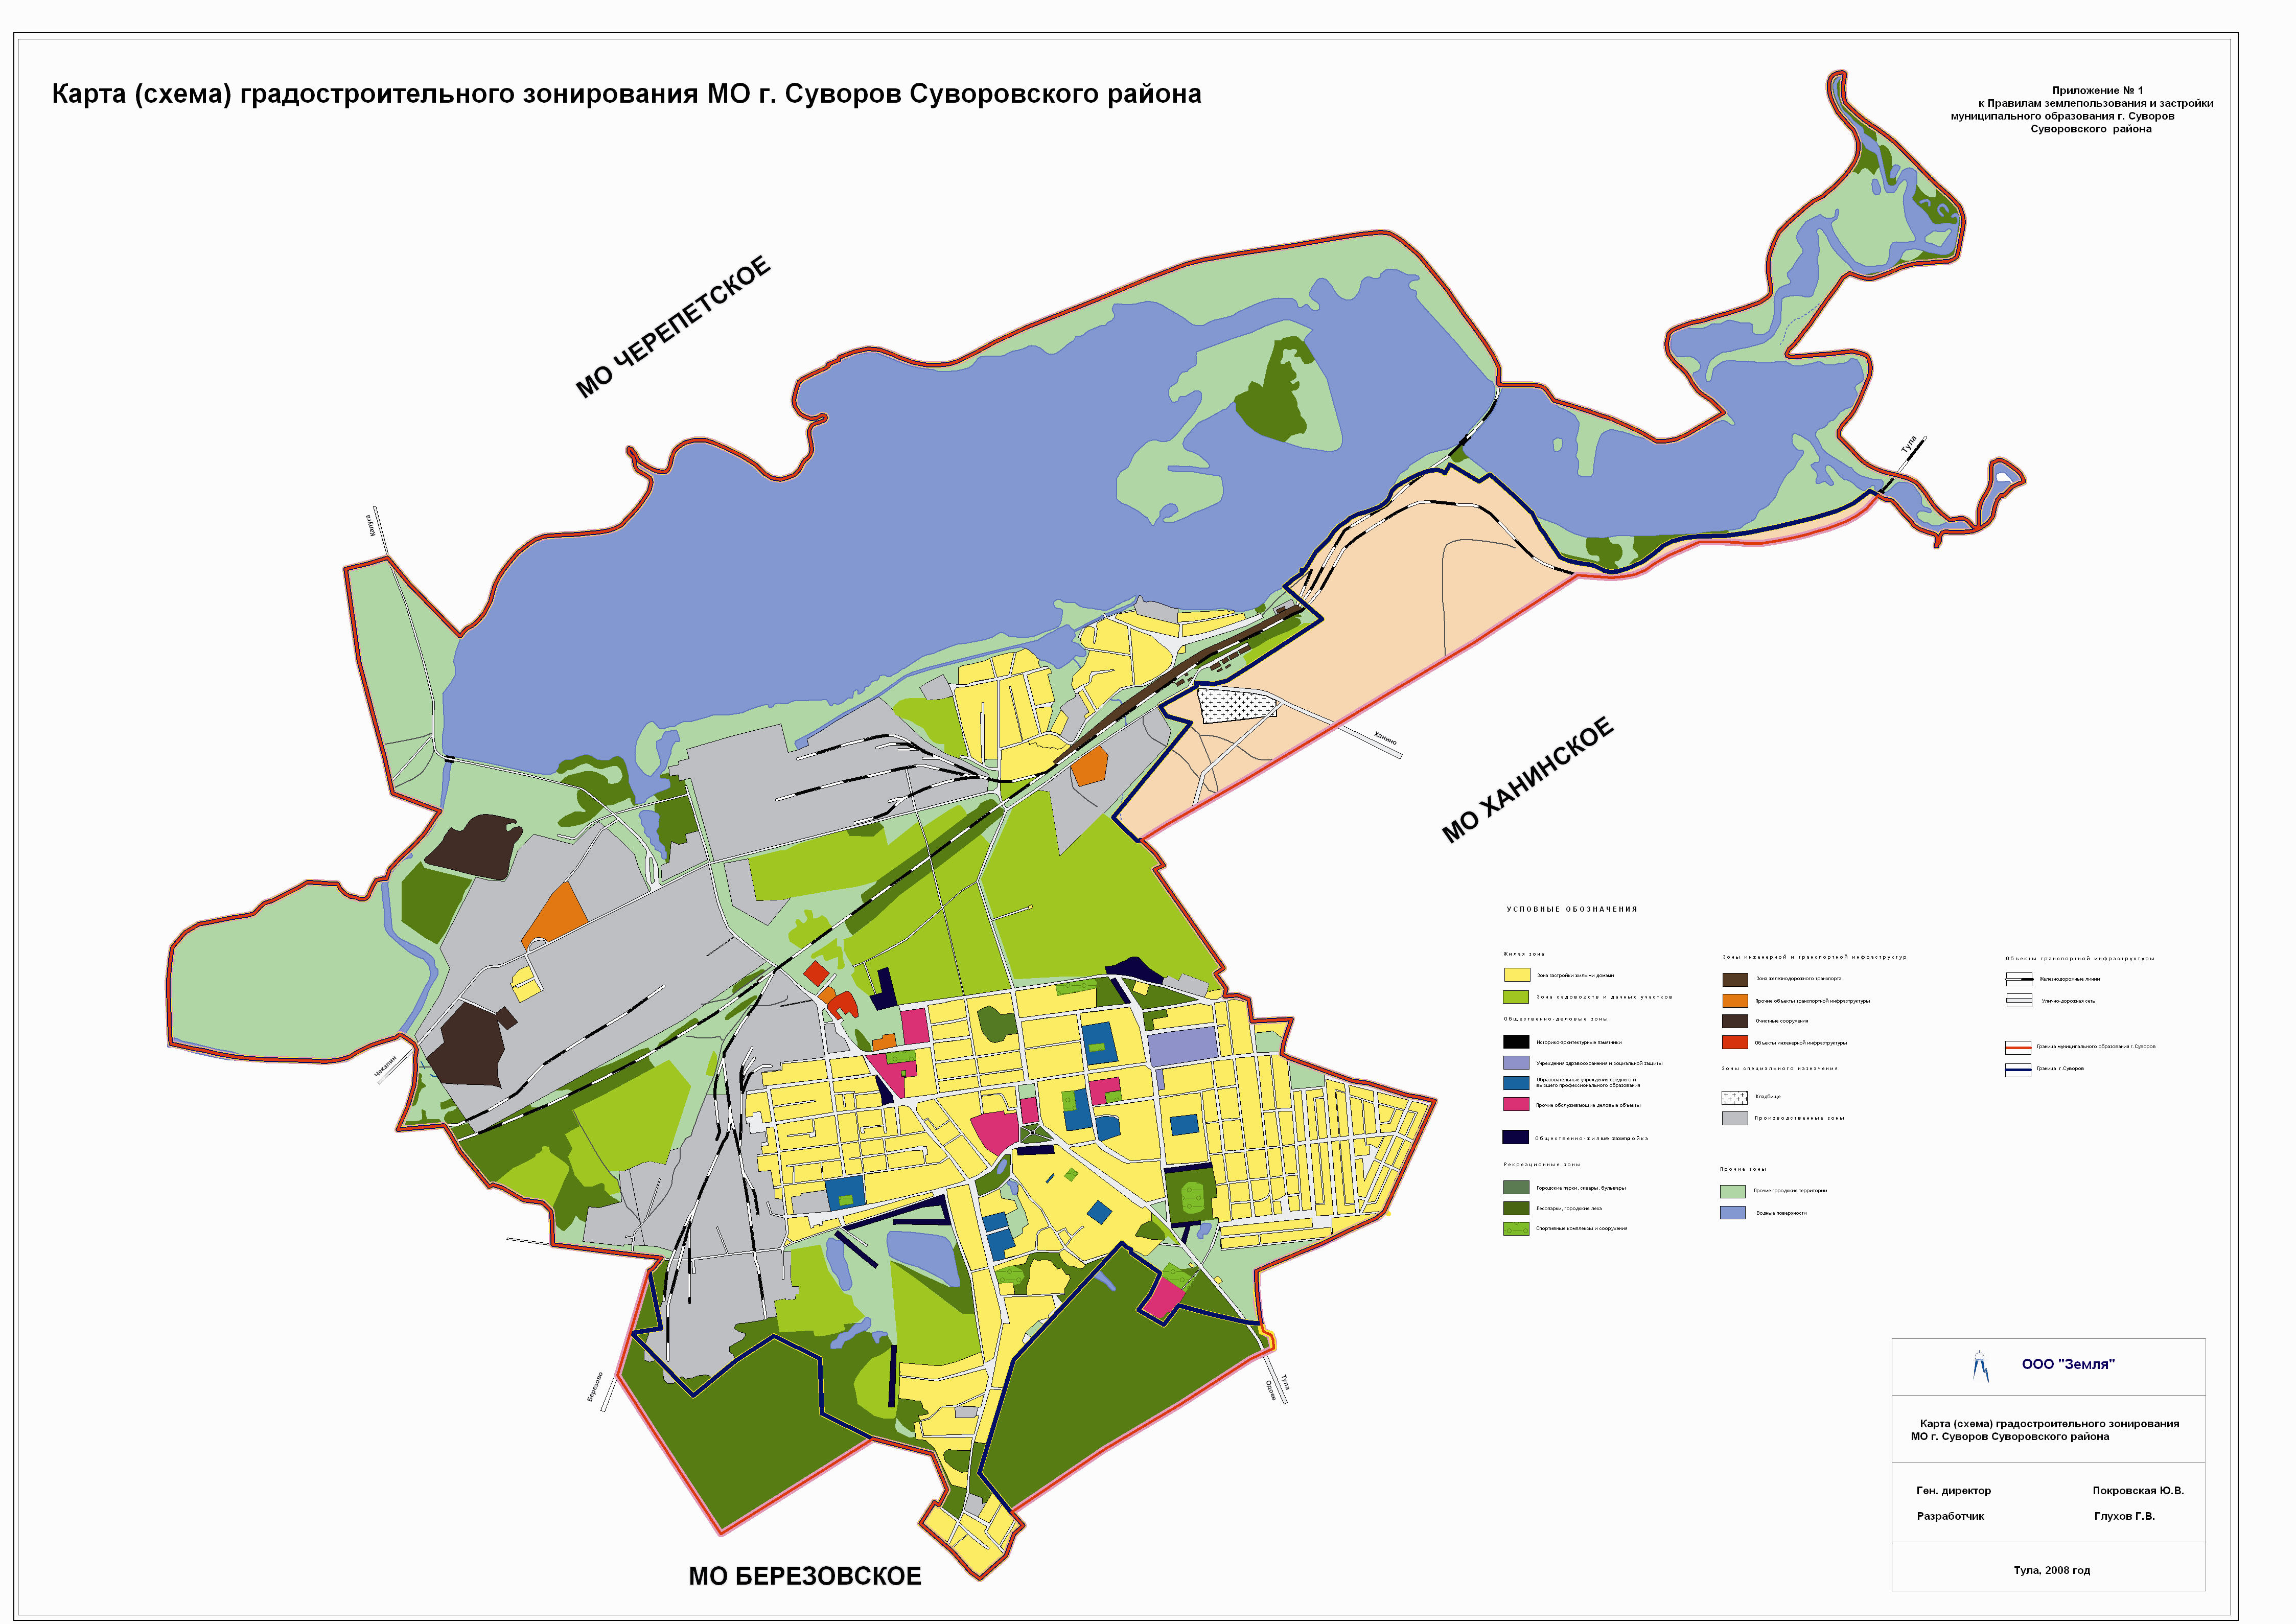 Карта (схема) градостроительного зонирования МО г. Суворов Суворовского района
Приложение № 1
к Правилам землепользования и застройки
муниципального образования г. Суворов
Суворовского района
МО ЧЕРЕПЕТСКОЕ
Калуга
Тула
Ханино
МО ХАНИНСКОЕ
Чекалин
Березово
Тула
Одоев
МО БЕРЕЗОВСКОЕ
УСЛОВНЫЕ ОБОЗНАЧЕНИЯ
Жилая зона
Зона застройки жилыми домами
Зона садоводств и дачных участков
Общественно-деловые зоны
Историко-архитектурные памятники
Учреждения здравоохранения и социальной защиты
Образовательные учреждения среднего и
высшего профессионального образования
Прочие обслуживающие деловые объекты
Общественно-жилые застройка
Рекреационные зоны
Городские парки, скверы, бульвары
Лесопарки, городские леса
Спортивные комплексы и сооружения
Зоны инженерной и транспортной инфраструктур
Зона железнодорожного транспорта
Прочие объекты транспортной инфраструктуры
Очистные сооружения
Объекты инженерной инфраструктуры
Зоны специального назначения
Кладбище
Производственные зоны
Прочие зоны
Прочие городские территории
Водные поверхности
Объекты транспортной инфраструктуры
Железнодорожные линии
Улично-дорожная сеть
Граница муниципального образования г.Суворов
Граница г.Суворов
ООО "Земля"
Карта (схема) градостроительного зонирования
МО г. Суворов Суворовского района
Ген. директор Покровская Ю.В.
Разработчик Глухов Г.В.
Тула, 2008 год